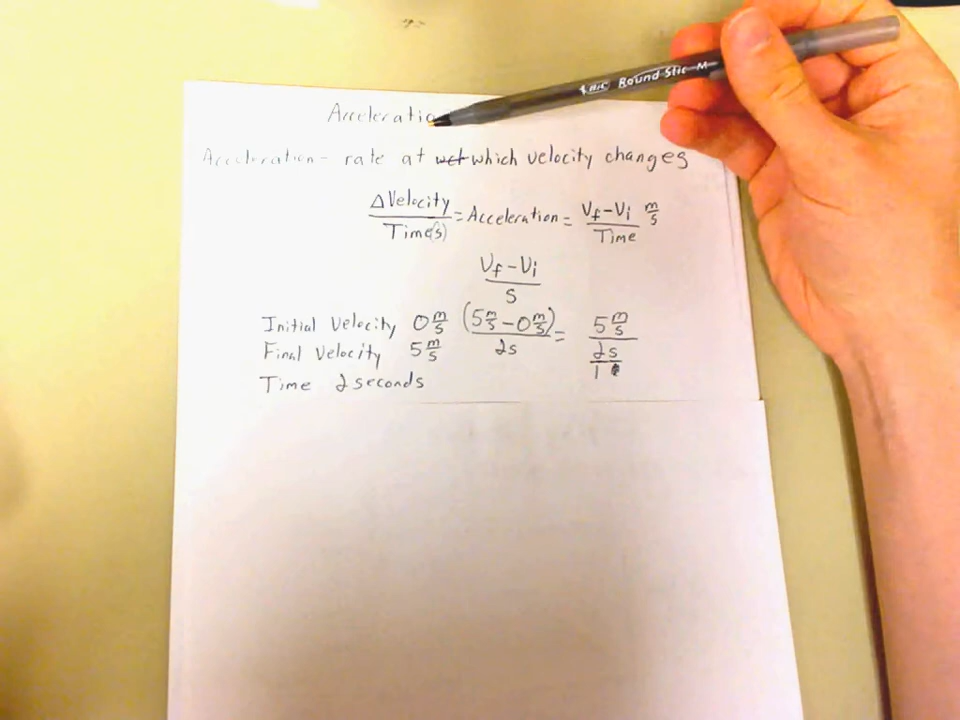 Acceleratio
Acceleration - rate at wct which velocity changes
ΔVelocity / Time(s) = Acceleration = Vf - Vi / Time m/s
Vf - Vi / s
Initial Velocity 0 m/s (5 m/s - 0 m/s) / 2s = 5 m/s / 2s / 1
Final Velocity 5 m/s
Time 2 seconds
BIC Round Stic M